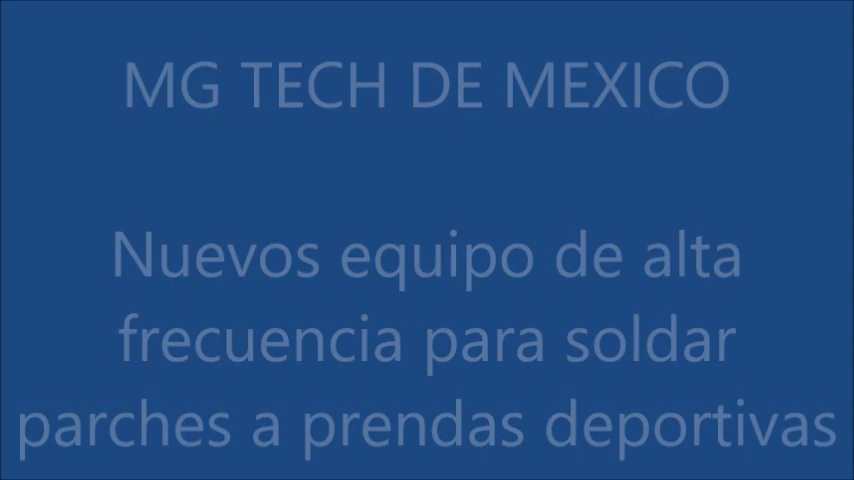 MG TECH DE MEXICO
Nuevos equipo de alta
frecuencia para soldar
parches a prendas deportivas